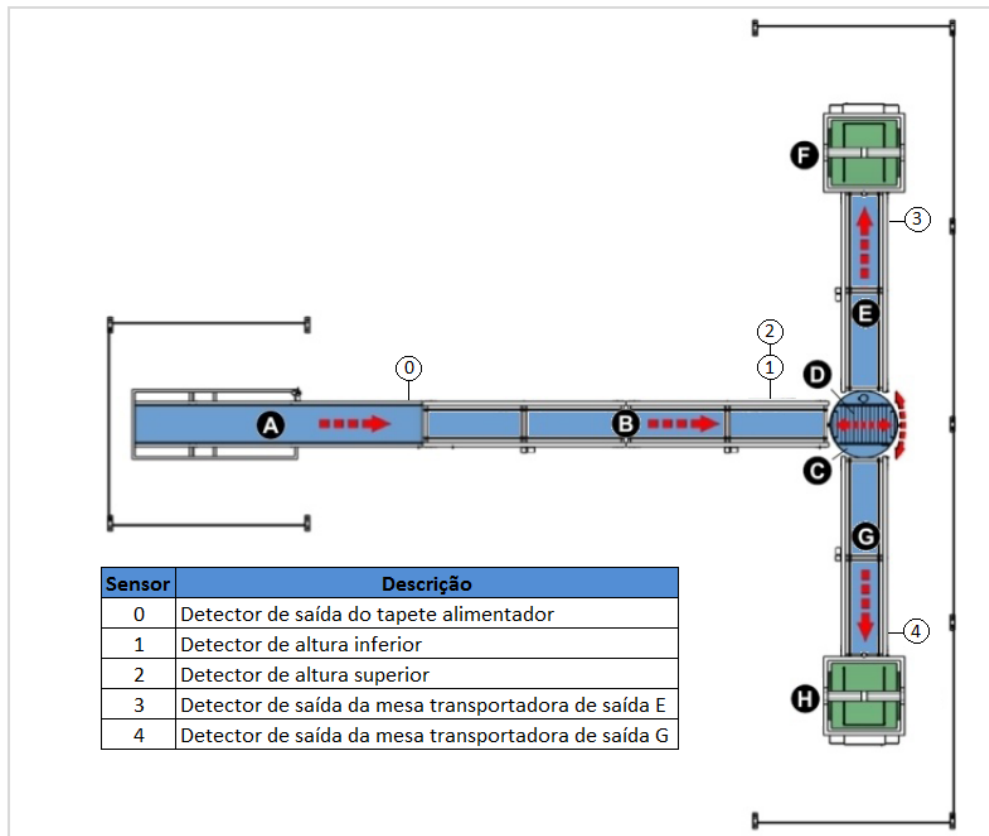 F
3
E
2
0
1
D
A
B
C
G
4
H
Sensor Descrição
0 Detector de saída do tapete alimentador
1 Detector de altura inferior
2 Detector de altura superior
3 Detector de saída da mesa transportadora de saída E
4 Detector de saída da mesa transportadora de saída G